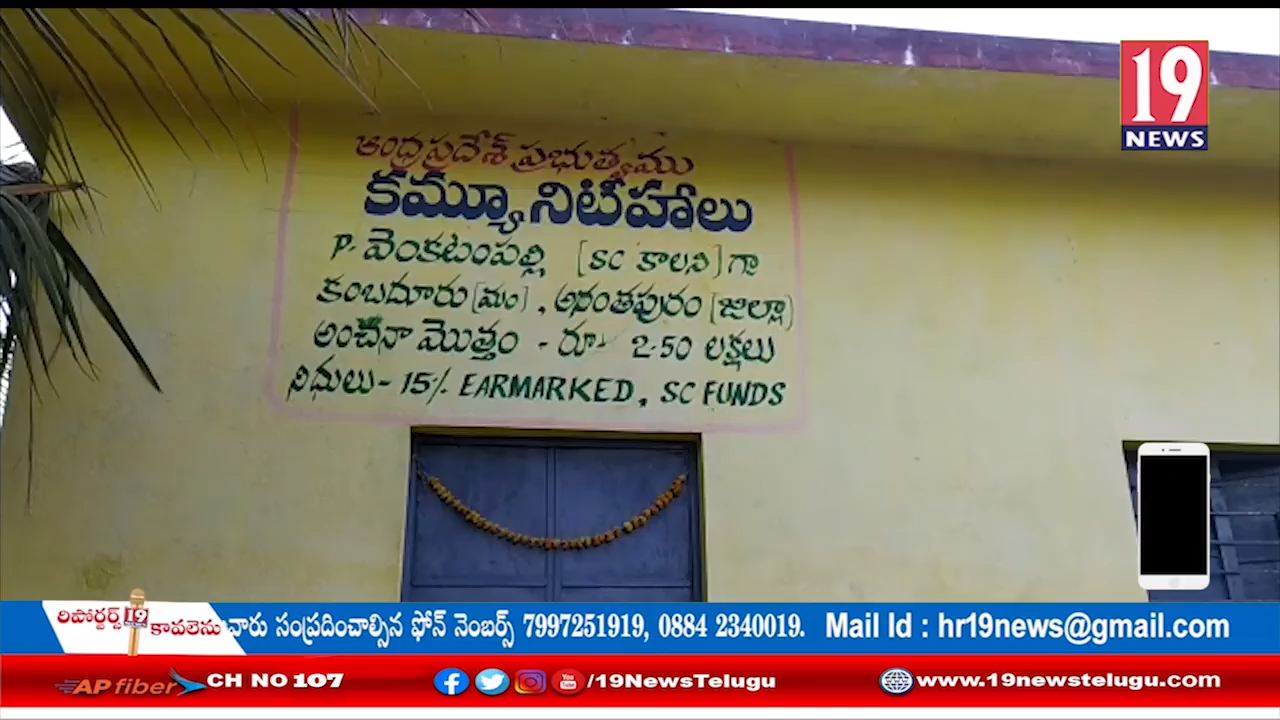 19
NEWS
ఆంధ్రప్రదేశ్ ప్రభుత్వము
కమ్యూనిటీహాలు
P. వెంకటంపల్లి [SC కాలని] గ్రా
కంబదూరు [మం], అనంతపురం [జిల్లా]
అంచనా మొత్తం - రూ 2.50 లక్షలు
నిధులు - 15% EARMARKED, SC FUNDS
రిపోర్టర్స్ 19 కావలెను వారు సంప్రదించాల్సిన ఫోన్ నెంబర్స్ 7997251919, 0884 2340019. Mail Id : hr19news@gmail.com
AP fiber CH NO 107 /19NewsTelugu www.19newstelugu.com